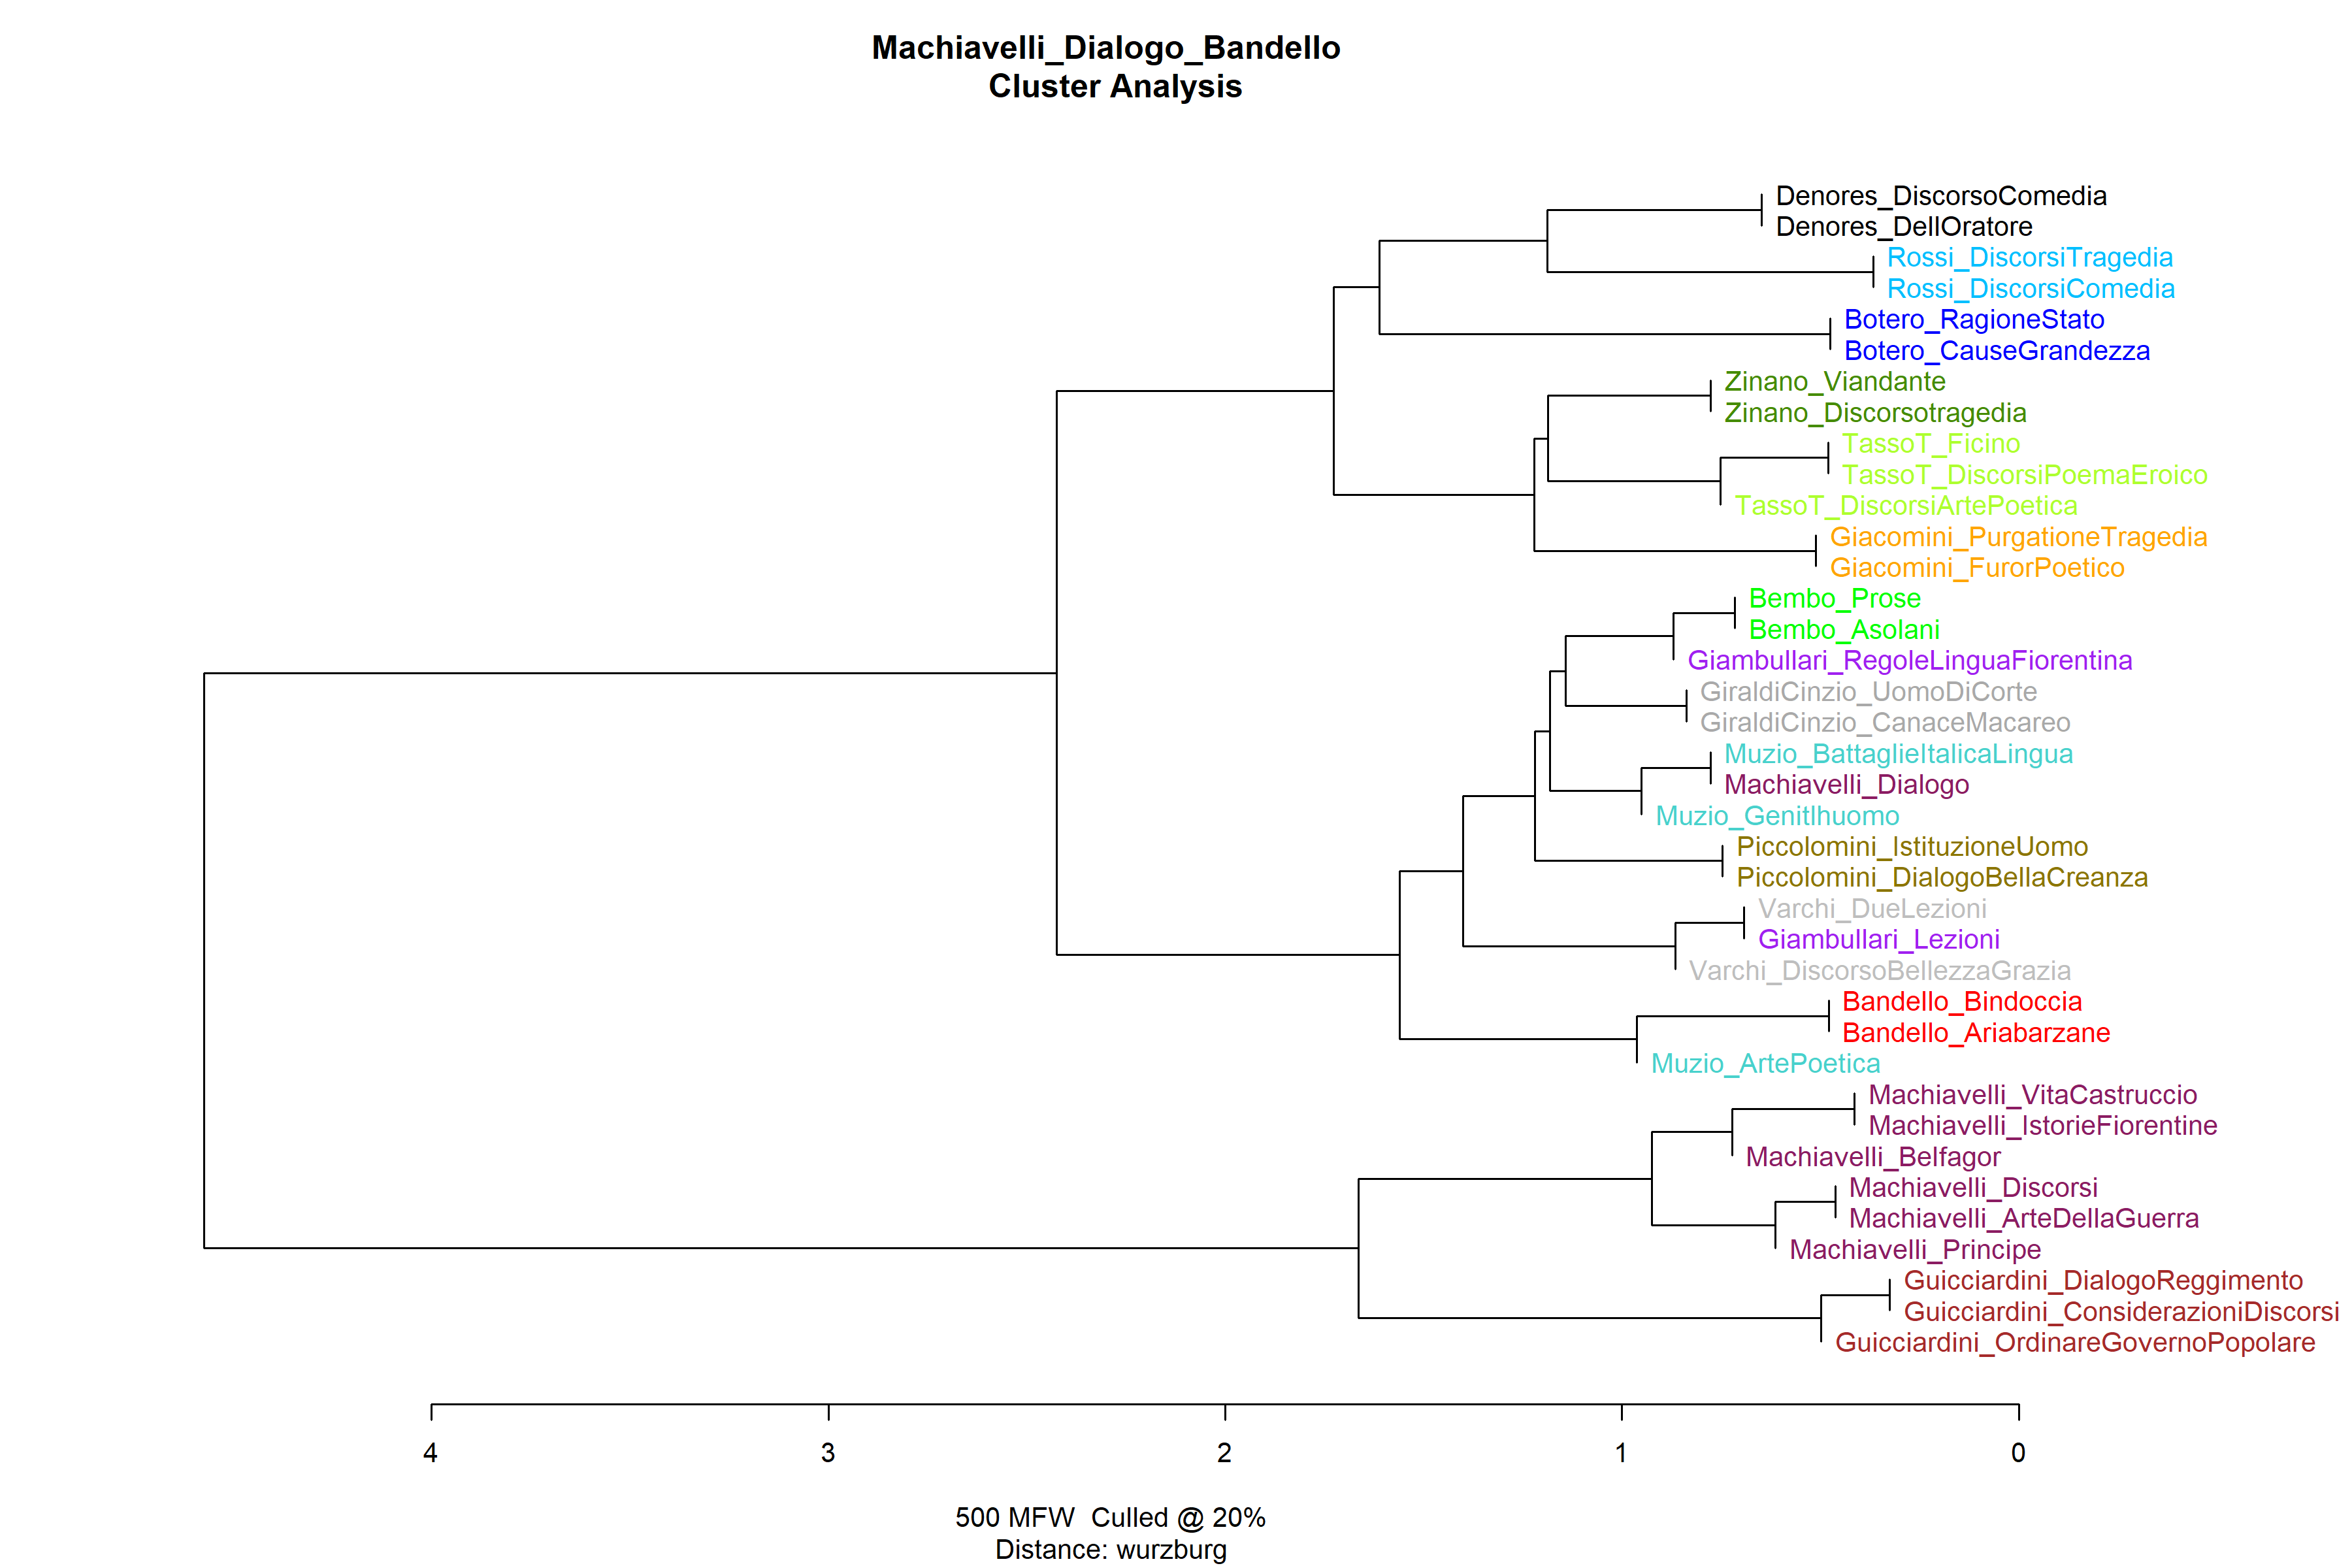 Machiavelli_Dialogo_Bandello
Cluster Analysis
Denores_DiscorsoComedia
Denores_DellOratore
Rossi_DiscorsiTragedia
Rossi_DiscorsiComedia
Botero_RagioneStato
Botero_CauseGrandezza
Zinano_Viandante
Zinano_Discorsotragedia
TassoT_Ficino
TassoT_DiscorsiPoemaEroico
TassoT_DiscorsiArtePoetica
Giacomini_PurgationeTragedia
Giacomini_FurorPoetico
Bembo_Prose
Bembo_Asolani
Giambullari_RegoleLinguaFiorentina
GiraldiCinzio_UomoDiCorte
GiraldiCinzio_CanaceMacareo
Muzio_BattaglieItalicaLingua
Machiavelli_Dialogo
Muzio_Genitlhuomo
Piccolomini_IstituzioneUomo
Piccolomini_DialogoBellaCreanza
Varchi_DueLezioni
Giambullari_Lezioni
Varchi_DiscorsoBellezzaGrazia
Bandello_Bindoccia
Bandello_Ariabarzane
Muzio_ArtePoetica
Machiavelli_VitaCastruccio
Machiavelli_IstorieFiorentine
Machiavelli_Belfagor
Machiavelli_Discorsi
Machiavelli_ArteDellaGuerra
Machiavelli_Principe
Guicciardini_DialogoReggimento
Guicciardini_ConsiderazioniDiscorsi
Guicciardini_OrdinareGovernoPopolare
4 3 2 1 0
500 MFW  Culled @ 20%
Distance: wurzburg